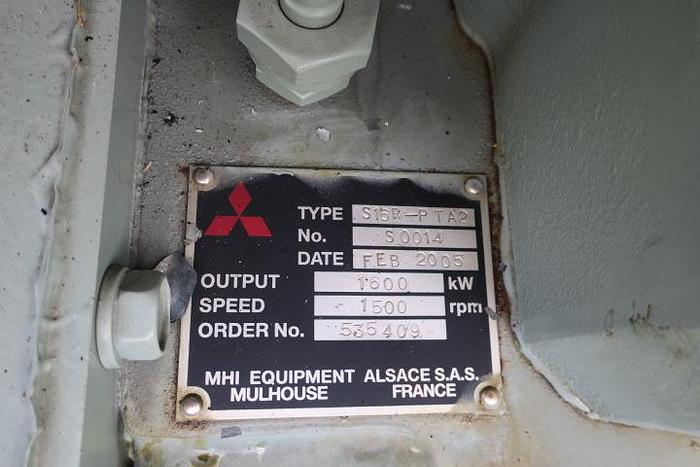 TYPE S16R-PTA2
No. S0014
DATE FEB 2005
OUTPUT 1600 kW
SPEED 1500 rpm
ORDER No. 535409
MHI EQUIPMENT ALSACE S.A.S.
MULHOUSE FRANCE